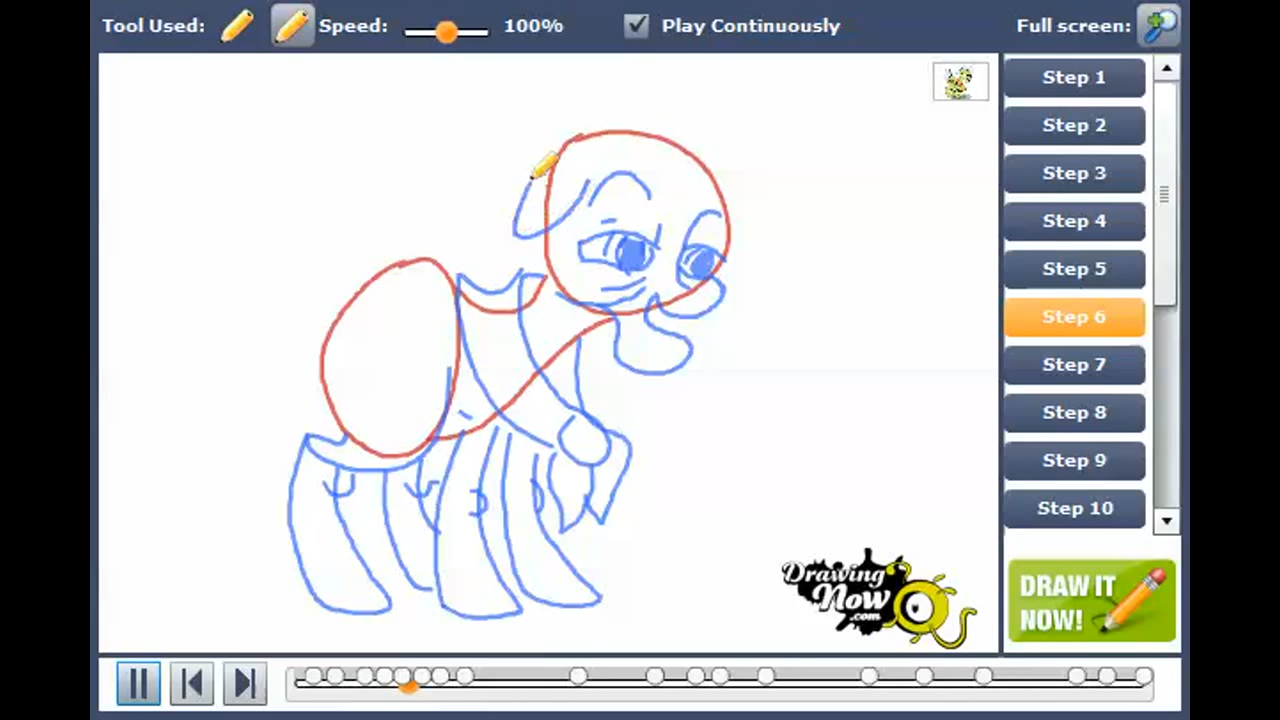 Tool Used: Speed: 100% Play Continuously Full screen:
Step 1
Step 2
Step 3
Step 4
Step 5
Step 6
Step 7
Step 8
Step 9
Step 10
Drawing
Now
.com
DRAW IT
NOW!